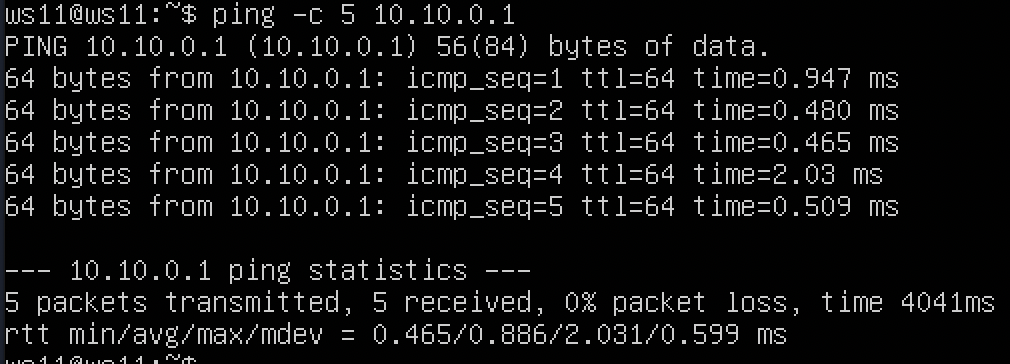 ws11@ws11:~$ ping -c 5 10.10.0.1
PING 10.10.0.1 (10.10.0.1) 56(84) bytes of data.
64 bytes from 10.10.0.1: icmp_seq=1 ttl=64 time=0.947 ms
64 bytes from 10.10.0.1: icmp_seq=2 ttl=64 time=0.480 ms
64 bytes from 10.10.0.1: icmp_seq=3 ttl=64 time=0.465 ms
64 bytes from 10.10.0.1: icmp_seq=4 ttl=64 time=2.03 ms
64 bytes from 10.10.0.1: icmp_seq=5 ttl=64 time=0.509 ms

--- 10.10.0.1 ping statistics ---
5 packets transmitted, 5 received, 0% packet loss, time 4041ms
rtt min/avg/max/mdev = 0.465/0.886/2.031/0.599 ms
ws11@ws11:~$